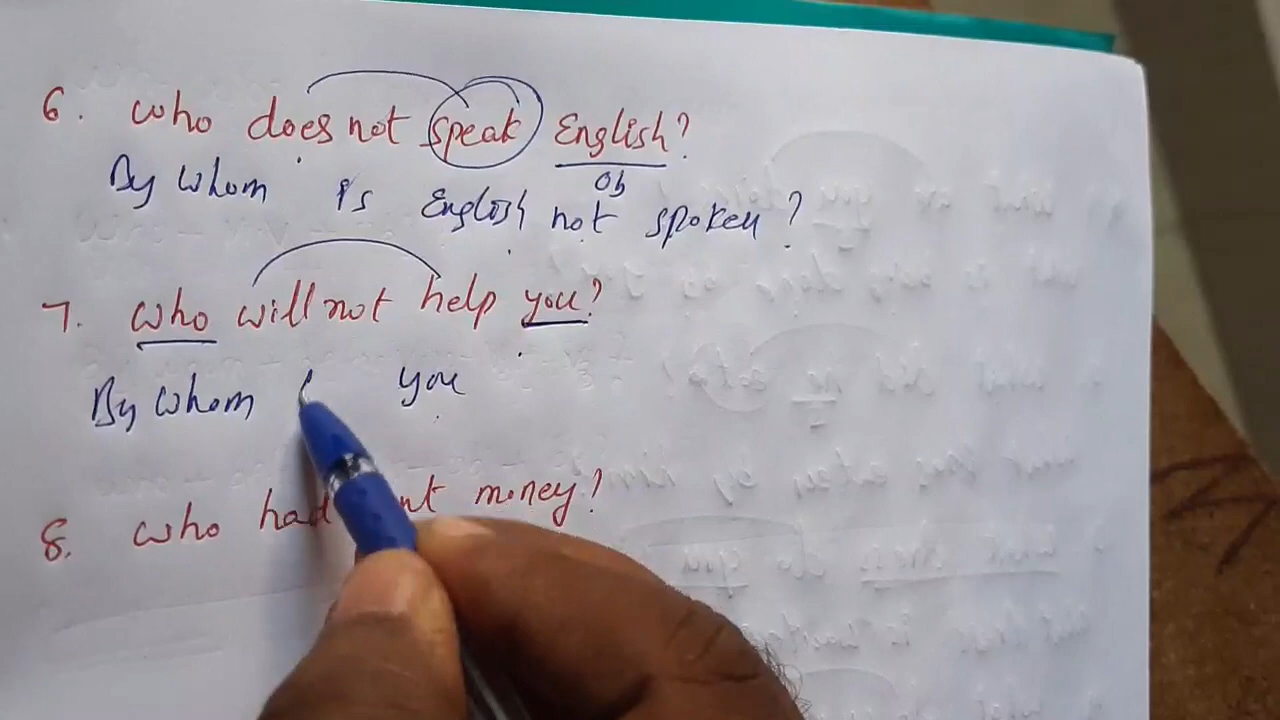 6. who does not speak English?
Ob
By whom is English not spoken?
7. who will not help you?
By whom you
8. who had money?